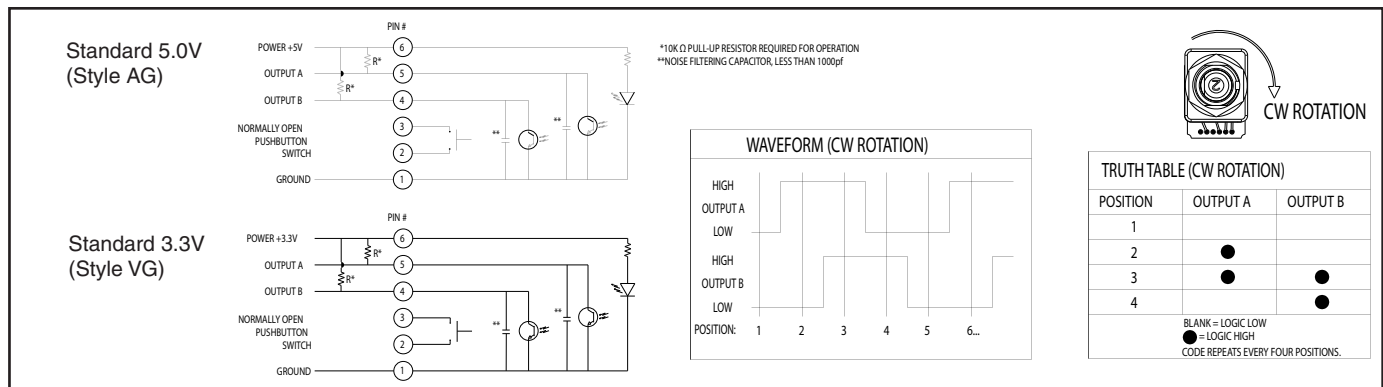 Standard 5.0V
(Style AG)
PIN #
POWER +5V
6
R*
OUTPUT A
5
R*
OUTPUT B
4
NORMALLY OPEN
PUSHBUTTON
SWITCH
3
2
**
**
GROUND
1
*10K Ω PULL-UP RESISTOR REQUIRED FOR OPERATION
**NOISE FILTERING CAPACITOR, LESS THAN 1000pf
Standard 3.3V
(Style VG)
PIN #
POWER +3.3V
6
R*
OUTPUT A
5
R*
OUTPUT B
4
NORMALLY OPEN
PUSHBUTTON
SWITCH
3
2
**
**
GROUND
1
WAVEFORM (CW ROTATION)
HIGH
OUTPUT A
LOW
HIGH
OUTPUT B
LOW
POSITION: 1 2 3 4 5 6...
2
CW ROTATION
TRUTH TABLE (CW ROTATION)
POSITION OUTPUT A OUTPUT B
1
2 ●
3 ● ●
4 ●
BLANK = LOGIC LOW
● = LOGIC HIGH
CODE REPEATS EVERY FOUR POSITIONS.